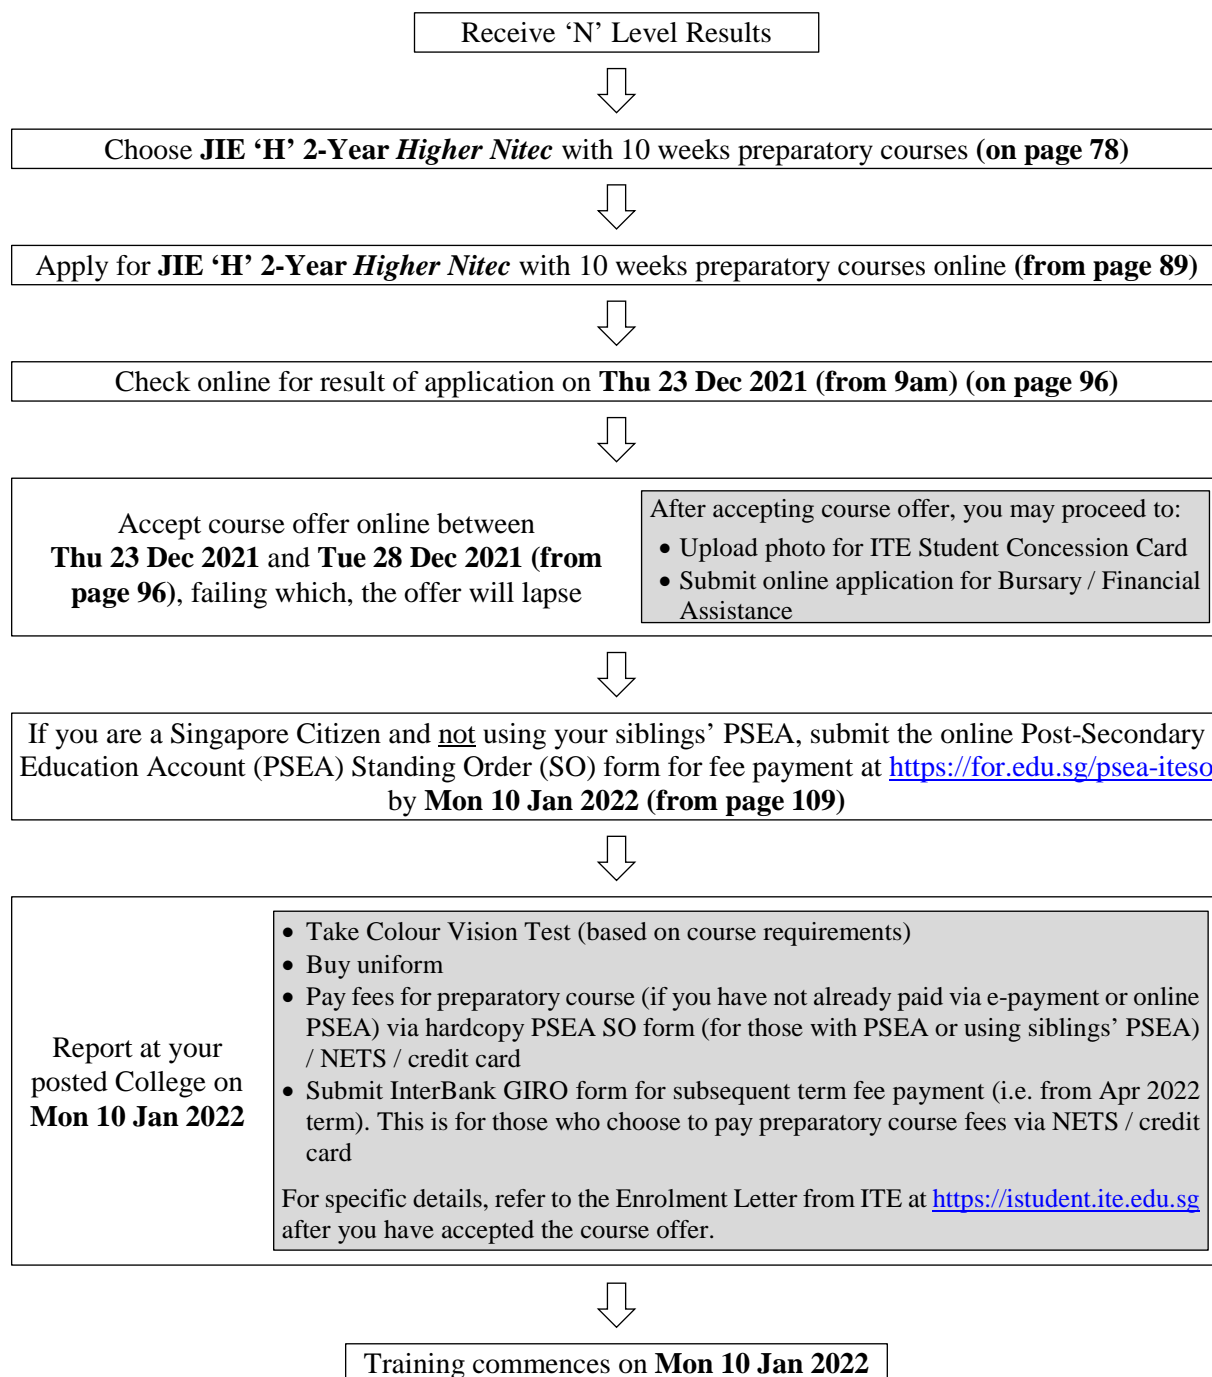 Receive ‘N’ Level Results
Choose JIE ‘H’ 2-Year Higher Nitec with 10 weeks preparatory courses (on page 78)
Apply for JIE ‘H’ 2-Year Higher Nitec with 10 weeks preparatory courses online (from page 89)
Check online for result of application on Thu 23 Dec 2021 (from 9am) (on page 96)
Accept course offer online between
Thu 23 Dec 2021 and Tue 28 Dec 2021 (from
page 96), failing which, the offer will lapse
After accepting course offer, you may proceed to:
• Upload photo for ITE Student Concession Card
• Submit online application for Bursary / Financial
Assistance
If you are a Singapore Citizen and not using your siblings’ PSEA, submit the online Post-Secondary
Education Account (PSEA) Standing Order (SO) form for fee payment at https://for.edu.sg/psea-iteso
by Mon 10 Jan 2022 (from page 109)
Report at your
posted College on
Mon 10 Jan 2022
• Take Colour Vision Test (based on course requirements)
• Buy uniform
• Pay fees for preparatory course (if you have not already paid via e-payment or online
PSEA) via hardcopy PSEA SO form (for those with PSEA or using siblings’ PSEA)
/ NETS / credit card
• Submit InterBank GIRO form for subsequent term fee payment (i.e. from Apr 2022
term). This is for those who choose to pay preparatory course fees via NETS / credit
card
For specific details, refer to the Enrolment Letter from ITE at https://istudent.ite.edu.sg
after you have accepted the course offer.
Training commences on Mon 10 Jan 2022